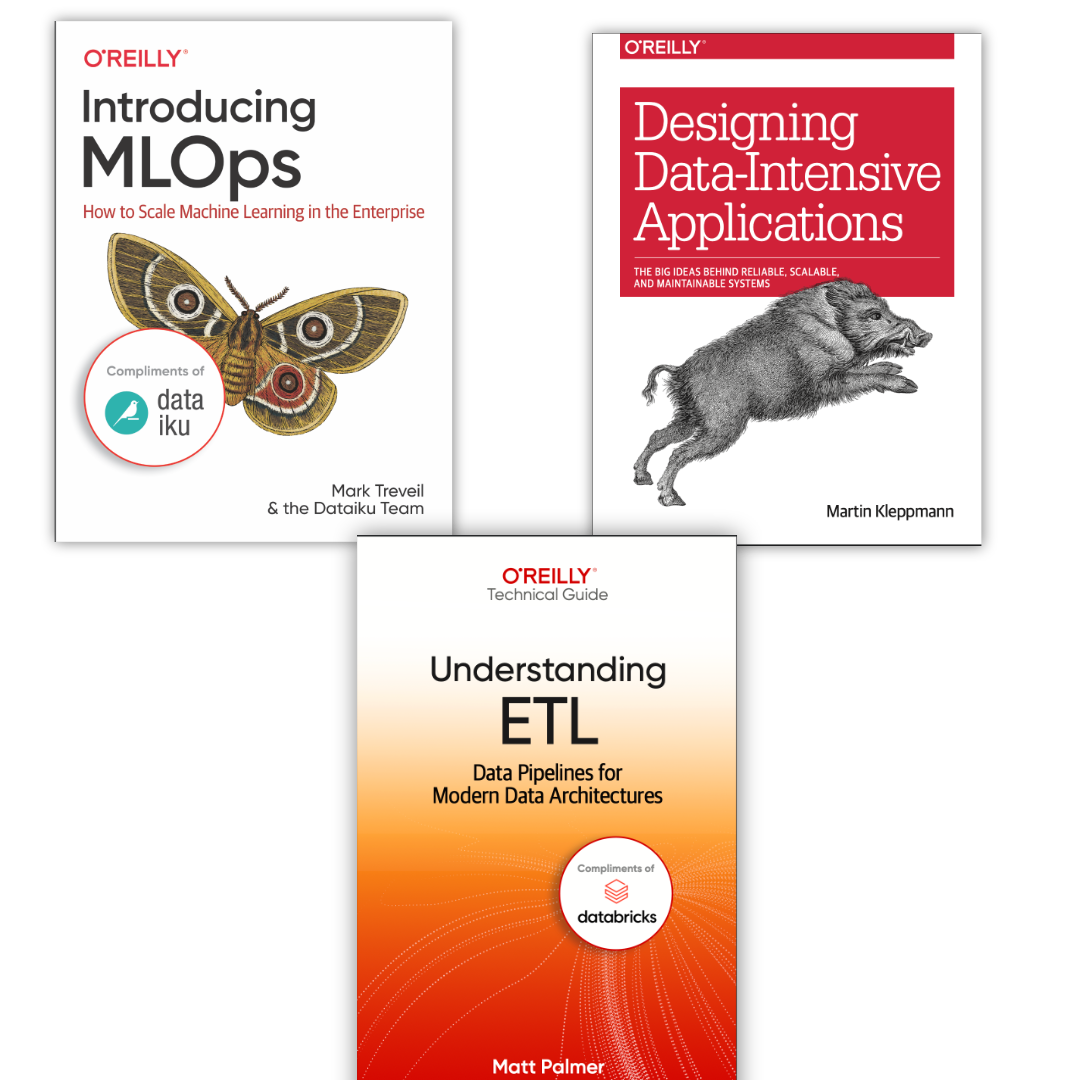 O'REILLY®
Introducing
MLOps
How to Scale Machine Learning in the Enterprise
Compliments of
data
iku
Mark Treveil
& the Dataiku Team
O'REILLY®
Designing
Data-Intensive
Applications
THE BIG IDEAS BEHIND RELIABLE, SCALABLE,
AND MAINTAINABLE SYSTEMS
Martin Kleppmann
O'REILLY®
Technical Guide
Understanding
ETL
Data Pipelines for
Modern Data Architectures
Compliments of
databricks
Matt Palmer